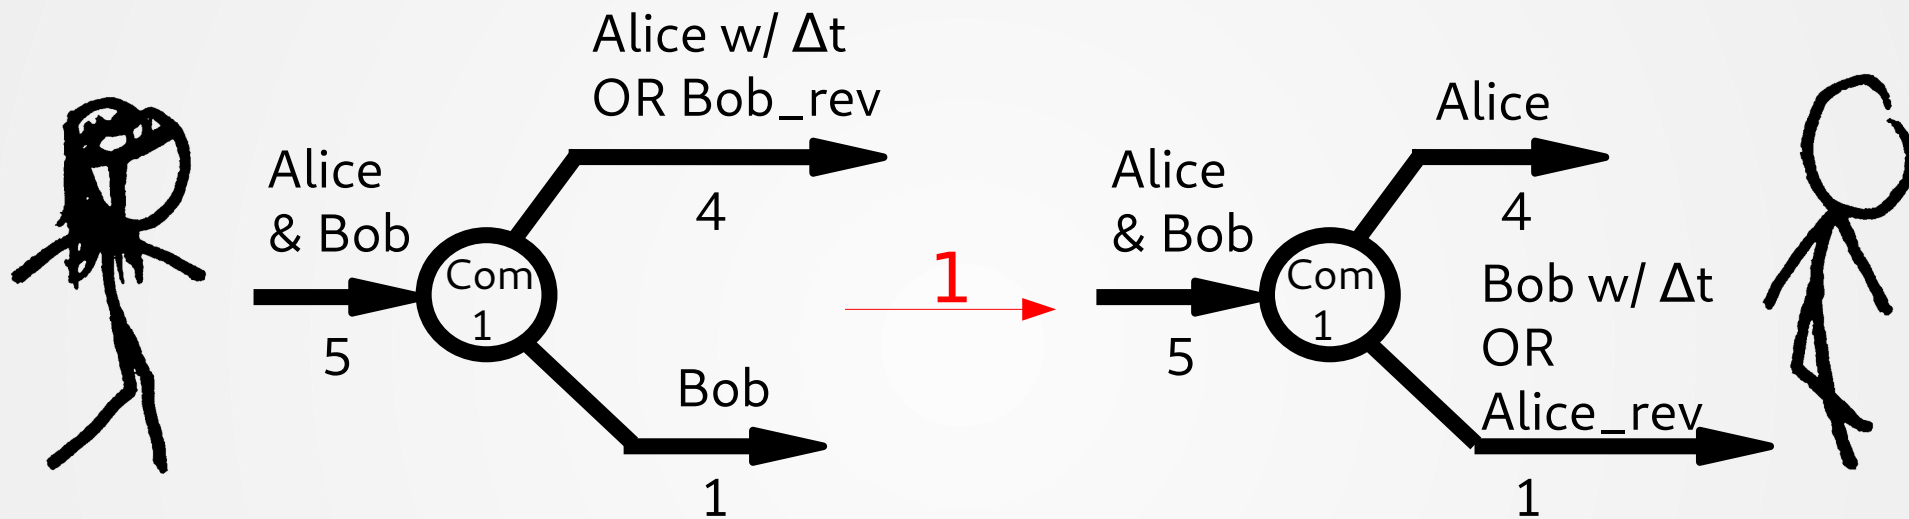 Alice w/ Δt
OR Bob_rev
4
Alice
& Bob
5
Com
1
Bob
1
1
Alice
4
Alice
& Bob
5
Com
1
Bob w/ Δt
OR
Alice_rev
1